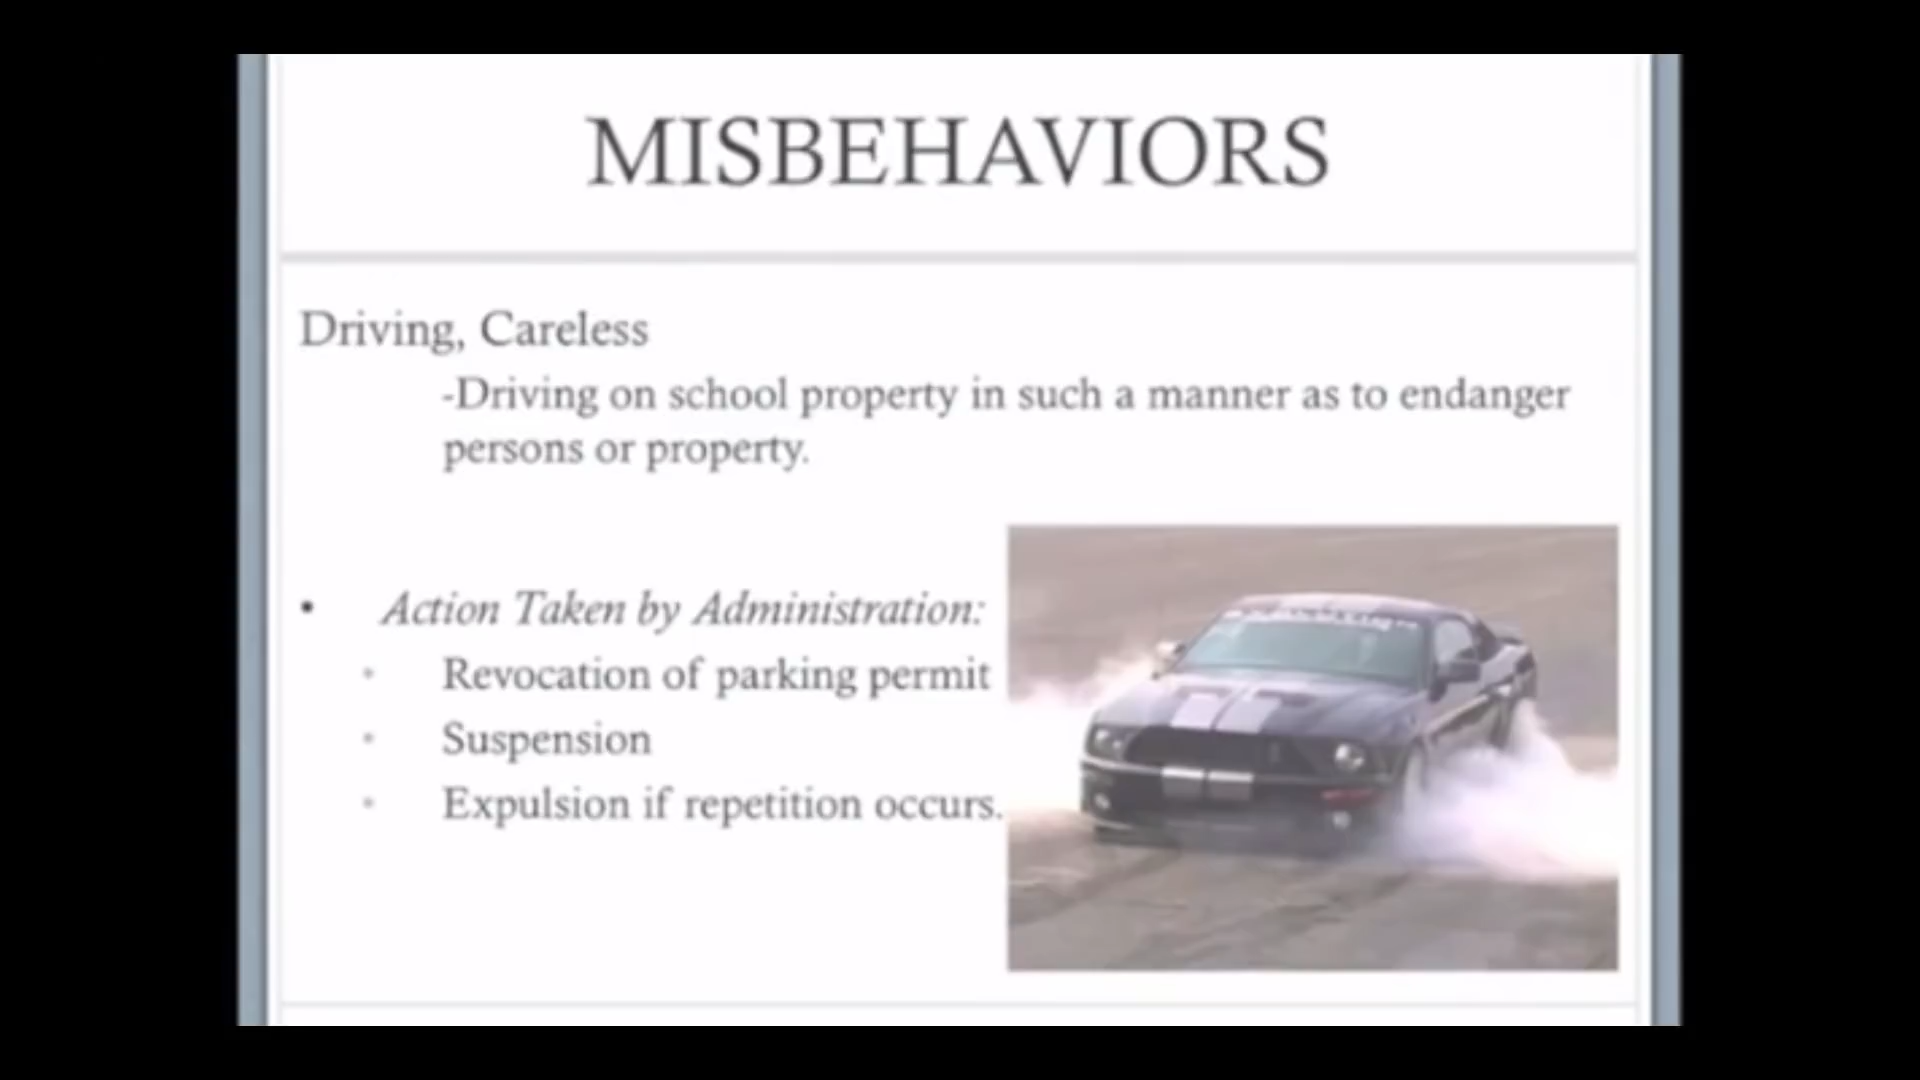 MISBEHAVIORS
Driving, Careless
-Driving on school property in such a manner as to endanger
persons or property.
• Action Taken by Administration:
• Revocation of parking permit
• Suspension
• Expulsion if repetition occurs.